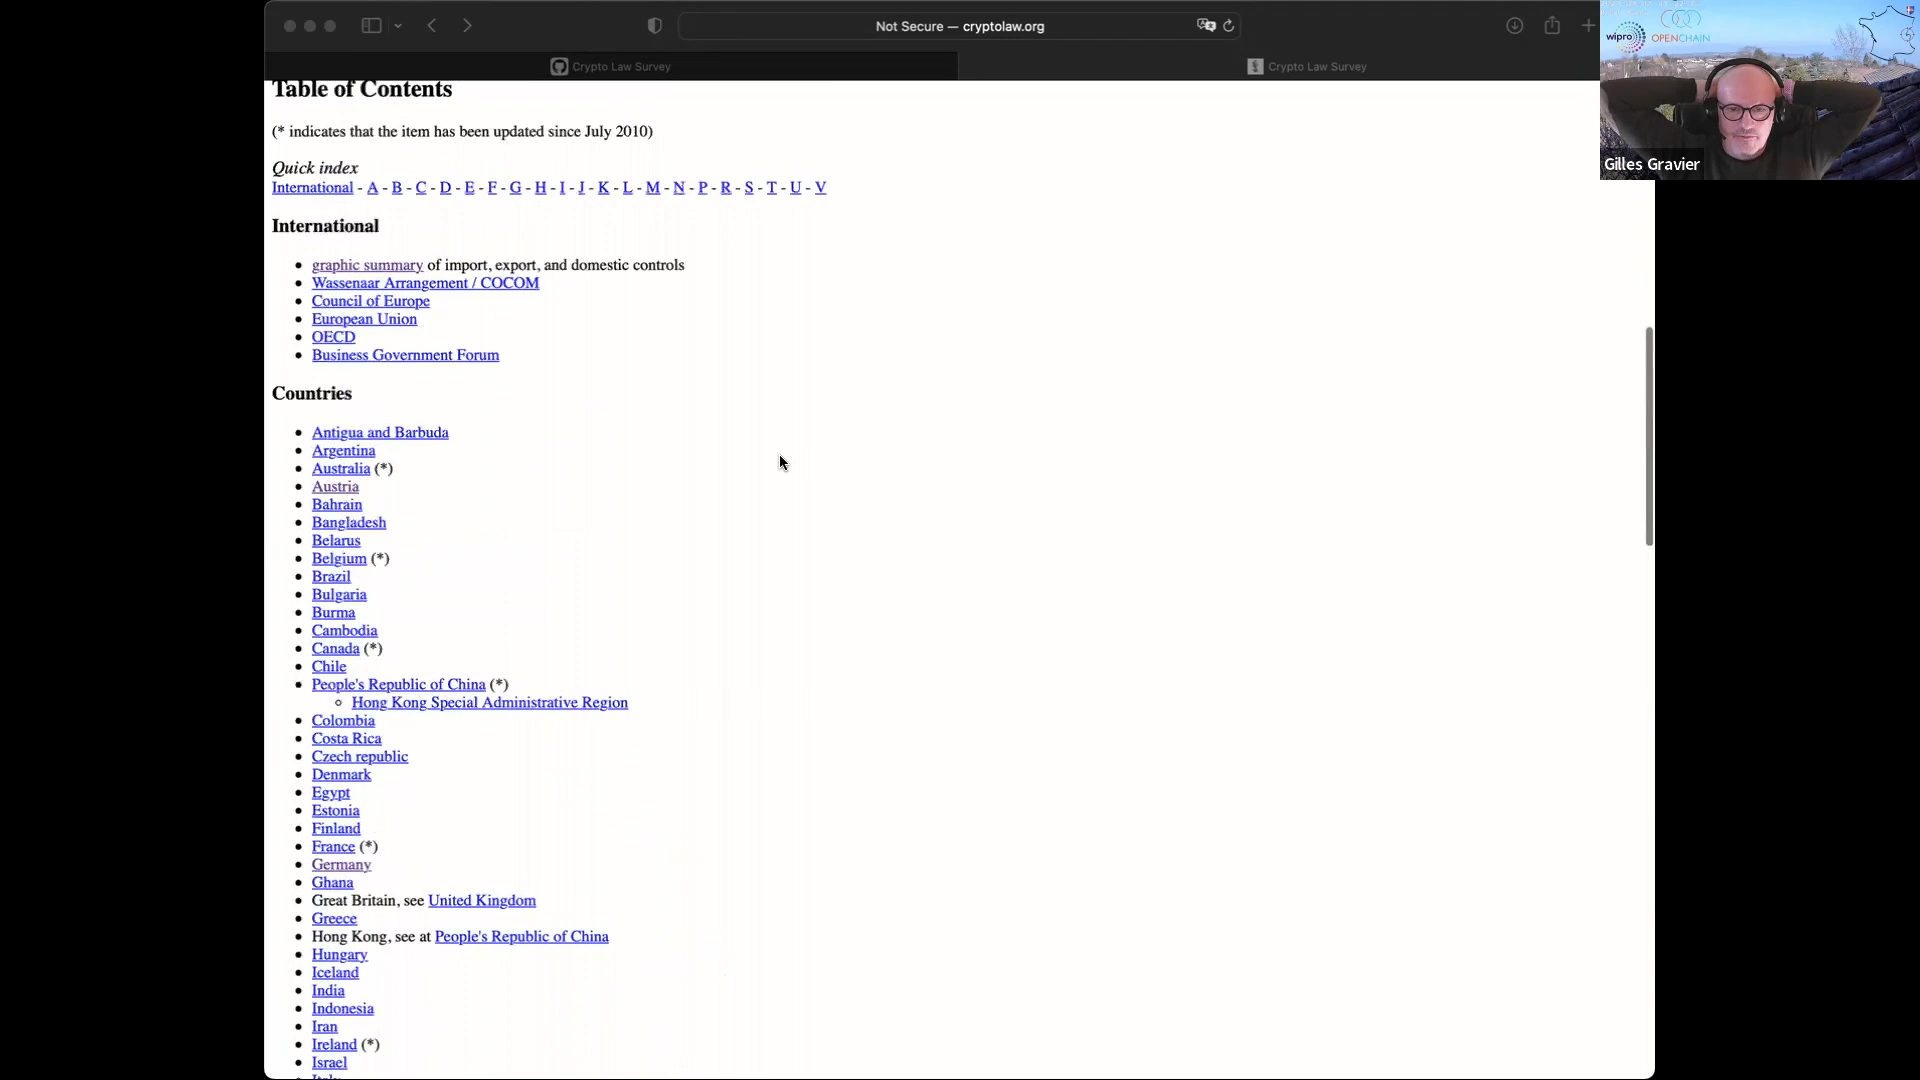 Not Secure — cryptolaw.org
Crypto Law Survey
Crypto Law Survey
wipro
OPENCHAIN
Gilles Gravier
Table of Contents
(* indicates that the item has been updated since July 2010)
Quick index
International - A - B - C - D - E - F - G - H - I - J - K - L - M - N - P - R - S - T - U - V
International
graphic summary of import, export, and domestic controls
Wassenaar Arrangement / COCOM
Council of Europe
European Union
OECD
Business Government Forum
Countries
Antigua and Barbuda
Argentina
Australia (*)
Austria
Bahrain
Bangladesh
Belarus
Belgium (*)
Brazil
Bulgaria
Burma
Cambodia
Canada (*)
Chile
People's Republic of China (*)
Hong Kong Special Administrative Region
Colombia
Costa Rica
Czech republic
Denmark
Egypt
Estonia
Finland
France (*)
Germany
Ghana
Great Britain, see United Kingdom
Greece
Hong Kong, see at People's Republic of China
Hungary
Iceland
India
Indonesia
Iran
Ireland (*)
Israel